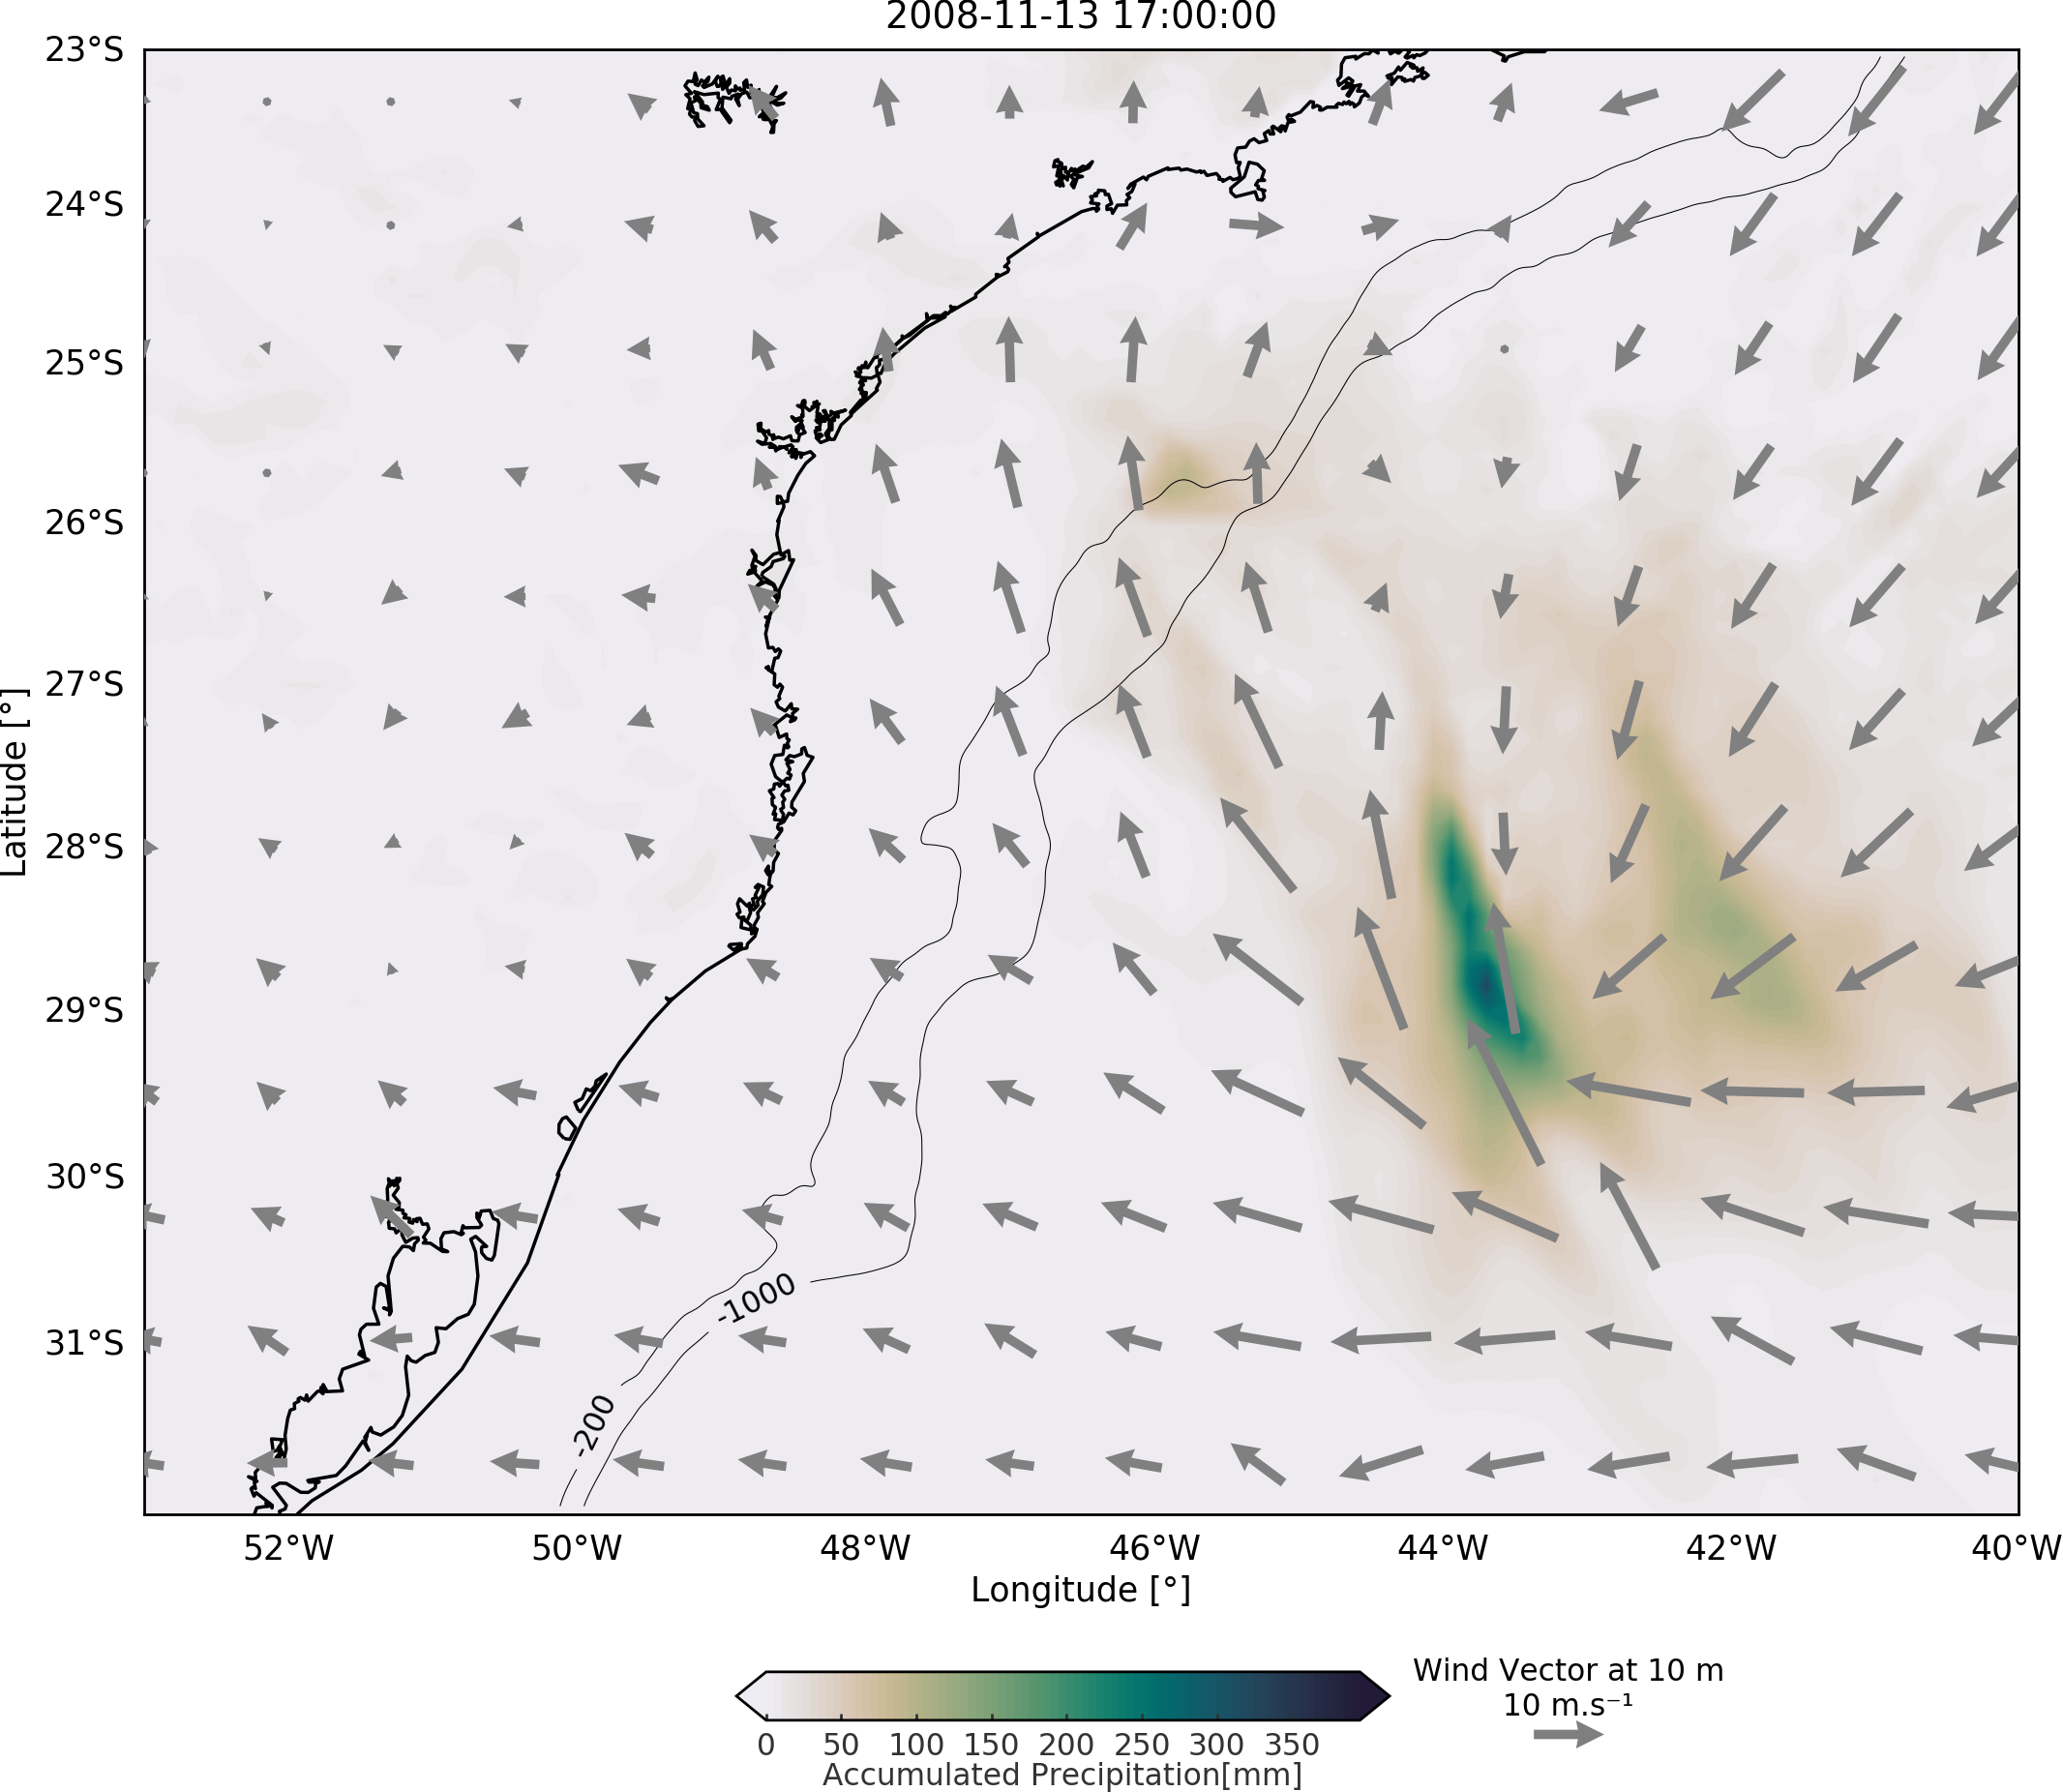 2008-11-13 17:00:00
23°S
24°S
25°S
26°S
27°S
28°S
29°S
30°S
31°S
Latitude [°]
-1000
-200
52°W 50°W 48°W 46°W 44°W 42°W 40°W
Longitude [°]
Wind Vector at 10 m
10 m.s⁻¹
0 50 100 150 200 250 300 350
Accumulated Precipitation[mm]